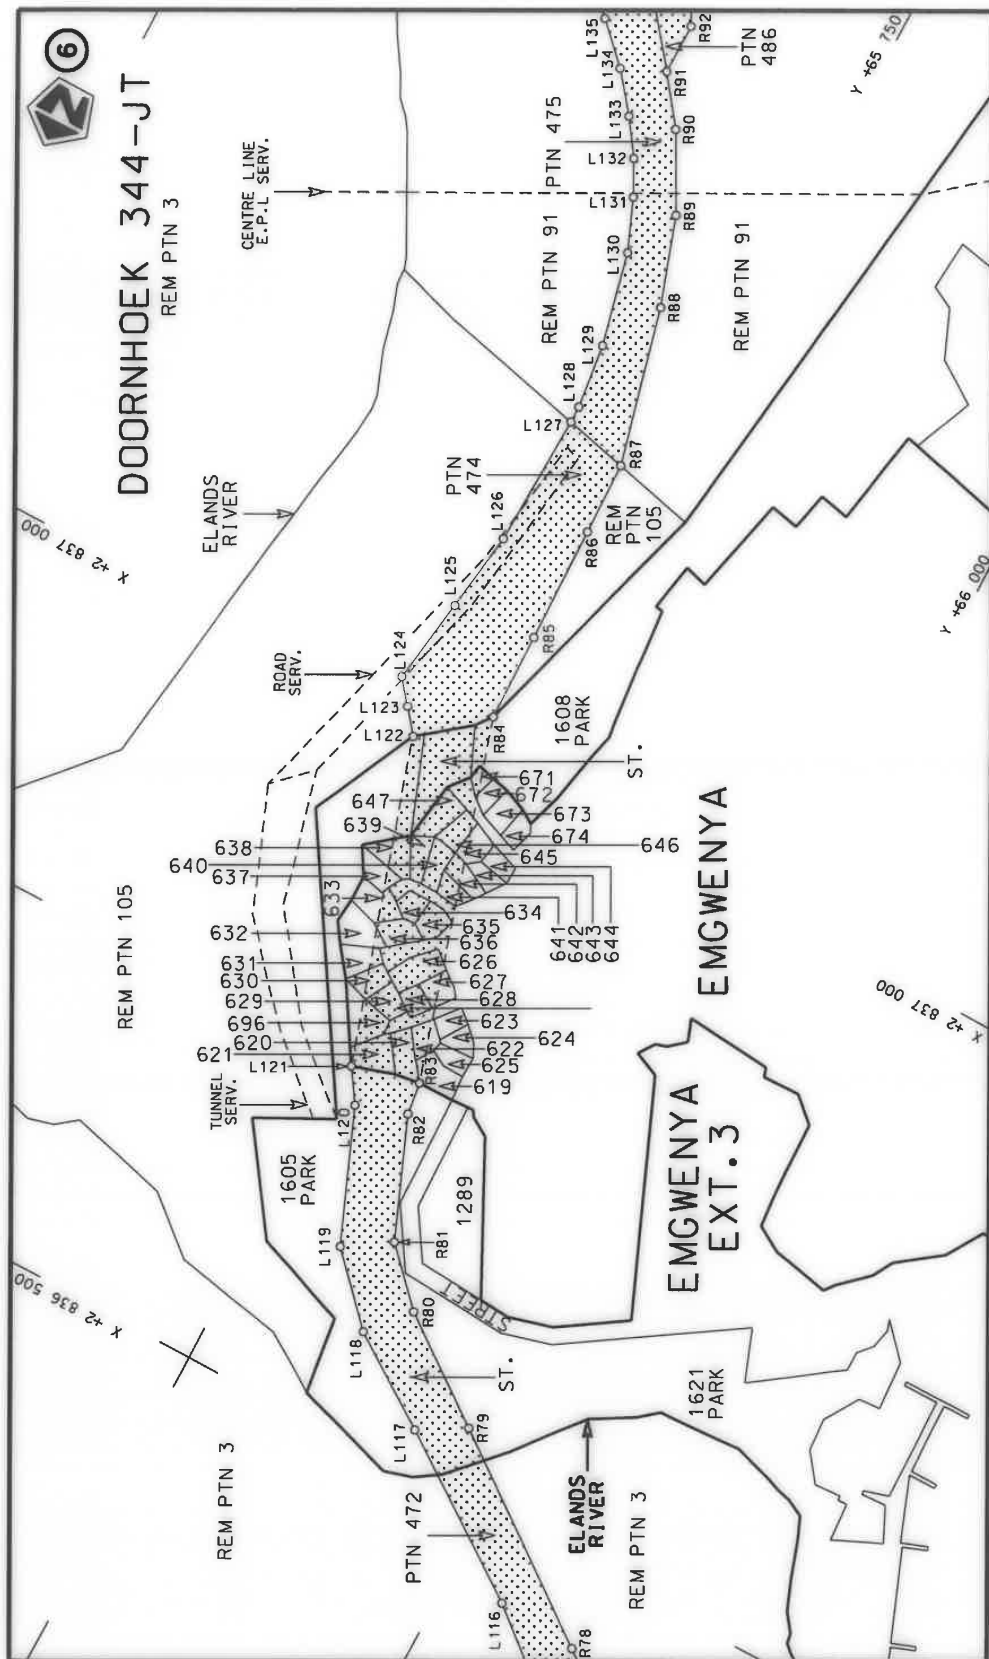 6
DOORNHOEK 344-JT
REM PTN 3
CENTRE LINE
E.P.L SERV.
L135
L134
L133
L132
L131
L130
L129
L128
L127
L126
L125
L124
L123
L122
L121
L120
L119
L118
L117
L116
R92
R91
R90
R89
R88
R87
R86
R85
R84
R83
R82
R81
R80
R79
R78
PTN
486
PTN 475
REM PTN 91
REM PTN 91
Y +65 750
ELANDS
RIVER
PTN
474
REM
PTN
105
X +2 837 000
Y +66 000
ROAD
SERV.
1608
PARK
ST.
671
672
673
674
647
639
638
640
637
633
632
631
630
629
696
620
621
646
645
634
635
636
626
627
628
623
624
622
625
619
641
642
643
644
REM PTN 105
EMGWENYA
X +2 837 000
TUNNEL
SERV.
1605
PARK
1289
EMGWENYA
EXT.3
STREET
ST.
X +2 836 500
1621
PARK
REM PTN 3
PTN 472
ELANDS
RIVER
REM PTN 3